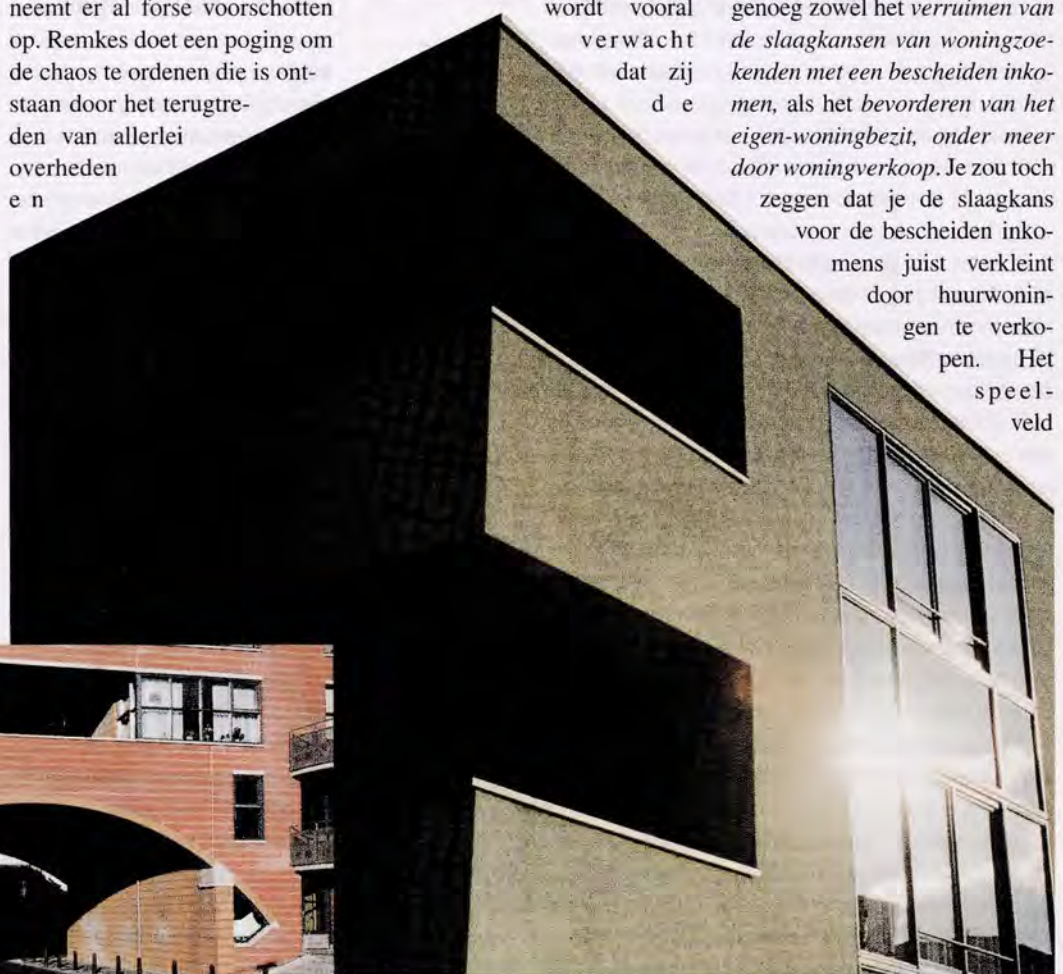 neemt er al forse voorschotten
op. Remkes doet een poging om
de chaos te ordenen die is ont-
staan door het terugtre-
den van allerlei
overheden
e n
wordt vooral
verwacht
dat zij
d e
genoeg zowel het verruimen van
de slaagkansen van woningzoe-
kenden met een bescheiden inko-
men, als het bevorderen van het
eigen-woningbezit, onder meer
door woningverkoop. Je zou toch
zeggen dat je de slaagkans
voor de bescheiden inko-
mens juist verkleint
door huurwonin-
gen te verko-
pen. Het
speel-
veld